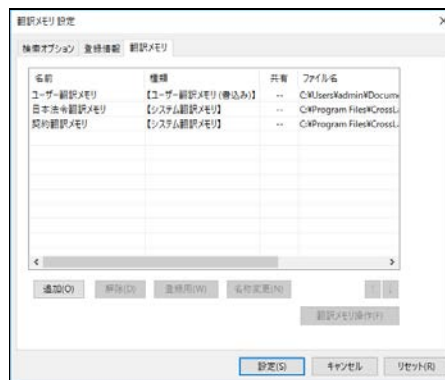 翻訳メモリ 設定
検索オプション 登録情報 翻訳メモリ
名前 種類 共有 ファイル名
ユーザー翻訳メモリ 【ユーザー翻訳メモリ(書込み)】 -- C:¥Users¥admin¥Docum
日本法令翻訳メモリ 【システム翻訳メモリ】 -- C:¥Program Files¥CrossL
契約翻訳メモリ 【システム翻訳メモリ】 -- C:¥Program Files¥CrossL
追加(O) 解除(D) 登録用(W) 名称変更(N) ↑ ↓
翻訳メモリ操作(F)
設定(S) キャンセル リセット(R)